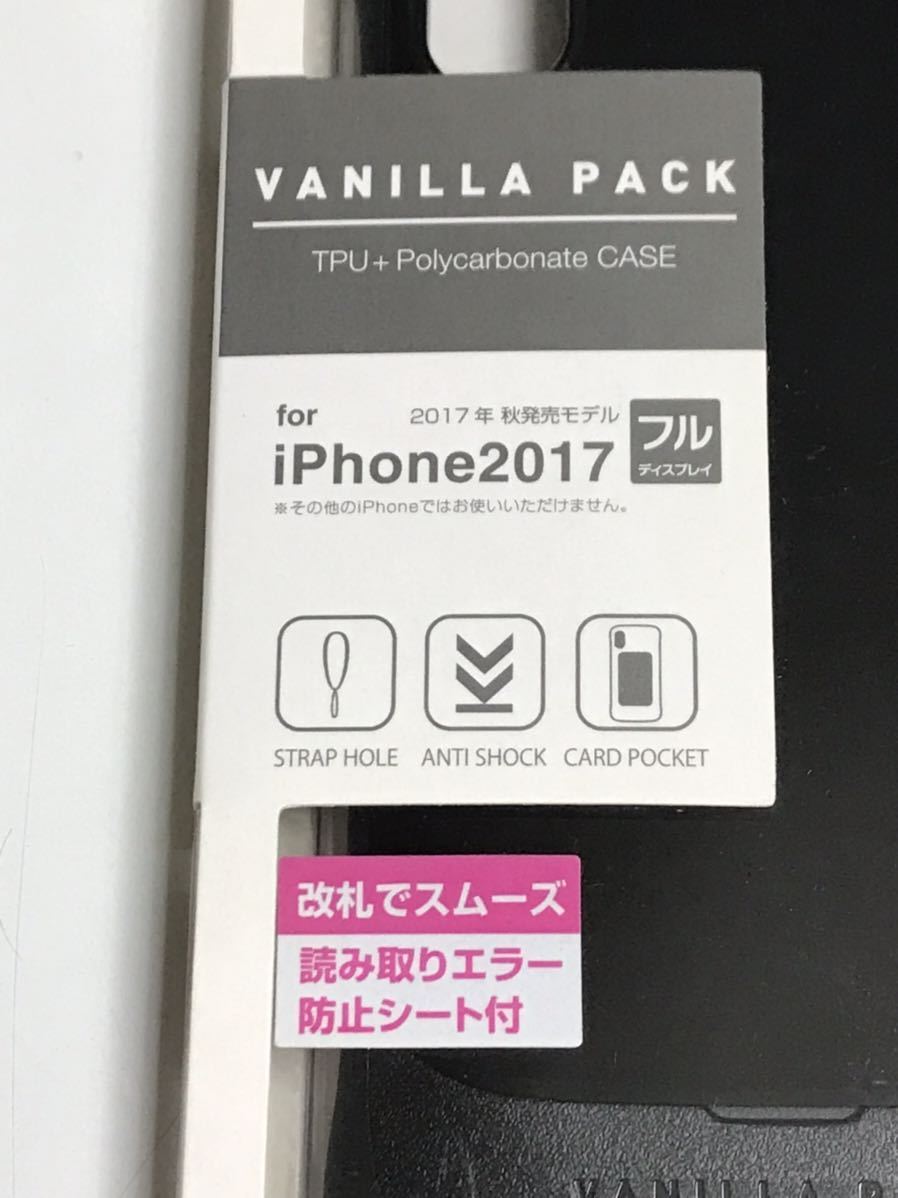 VANILLA PACK
TPU+Polycarbonate CASE
for
2017年 秋発売モデル
iPhone2017
フル
ディスプレイ
※その他のiPhoneではお使いいただけません。
STRAP HOLE
ANTI SHOCK
CARD POCKET
改札でスムーズ
読み取りエラー
防止シート付
VANILLA P